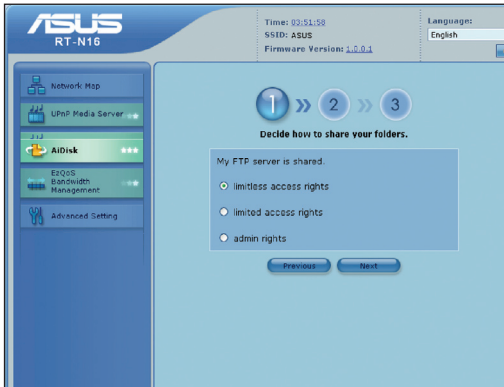 ASUS
RT-N16
Time: 03:51:58
SSID: ASUS
Firmware Version: 1.0.0.1
Language:
English
Network Map
UPnP Media Server
AiDisk
EzQoS
Bandwidth
Management
Advanced Setting
1 » 2 » 3
Decide how to share your folders.
My FTP server is shared.
limitless access rights
limited access rights
admin rights
Previous
Next